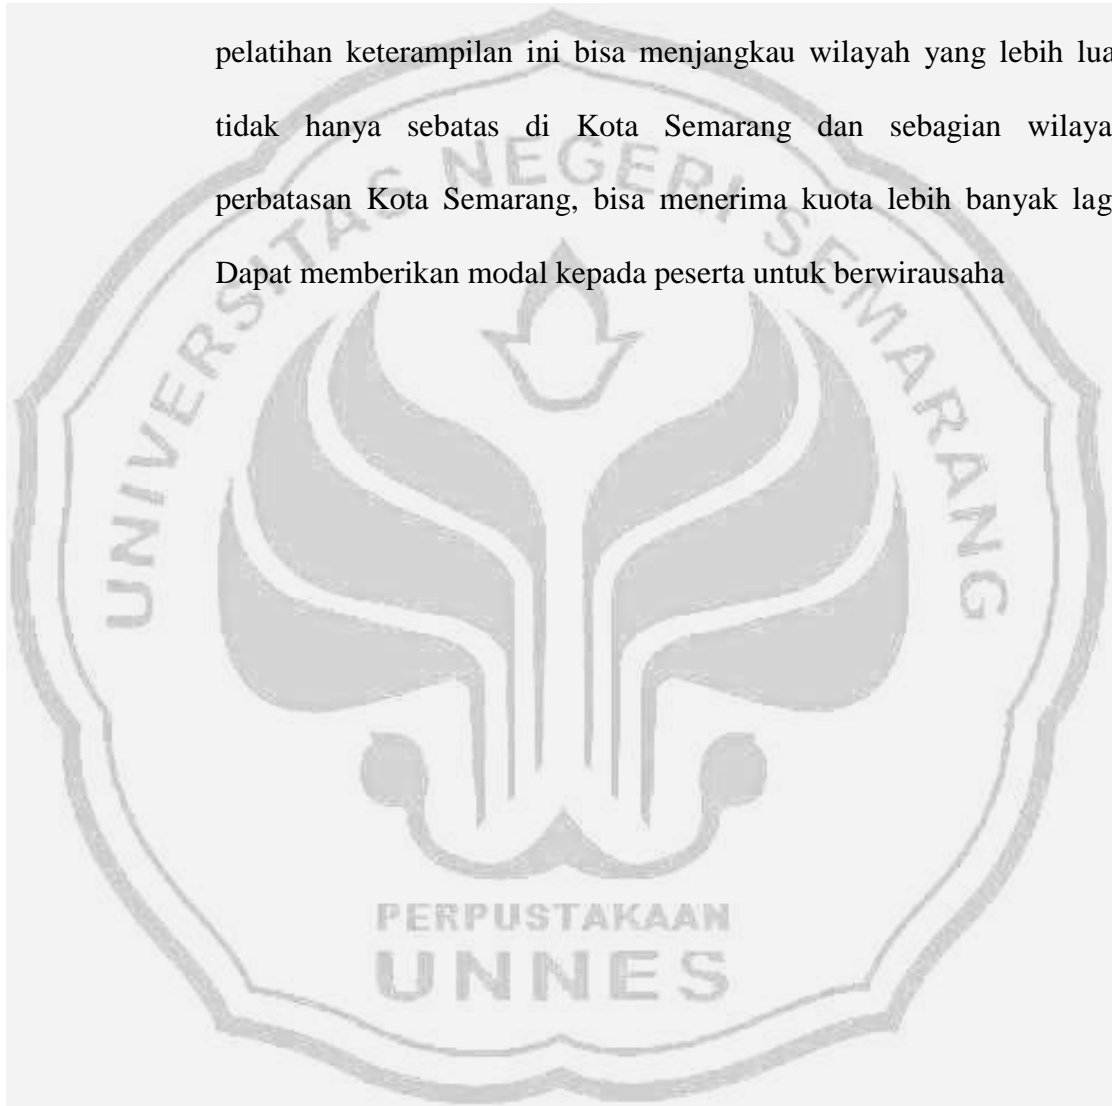 pelatihan keterampilan ini bisa menjangkau wilayah yang lebih lua
tidak hanya sebatas di Kota Semarang dan sebagian wilaya
perbatasan Kota Semarang, bisa menerima kuota lebih banyak lag
Dapat memberikan modal kepada peserta untuk berwirausaha
UNIVERSITAS NEGERI SEMARANG
PERPUSTAKAAN
UNNES